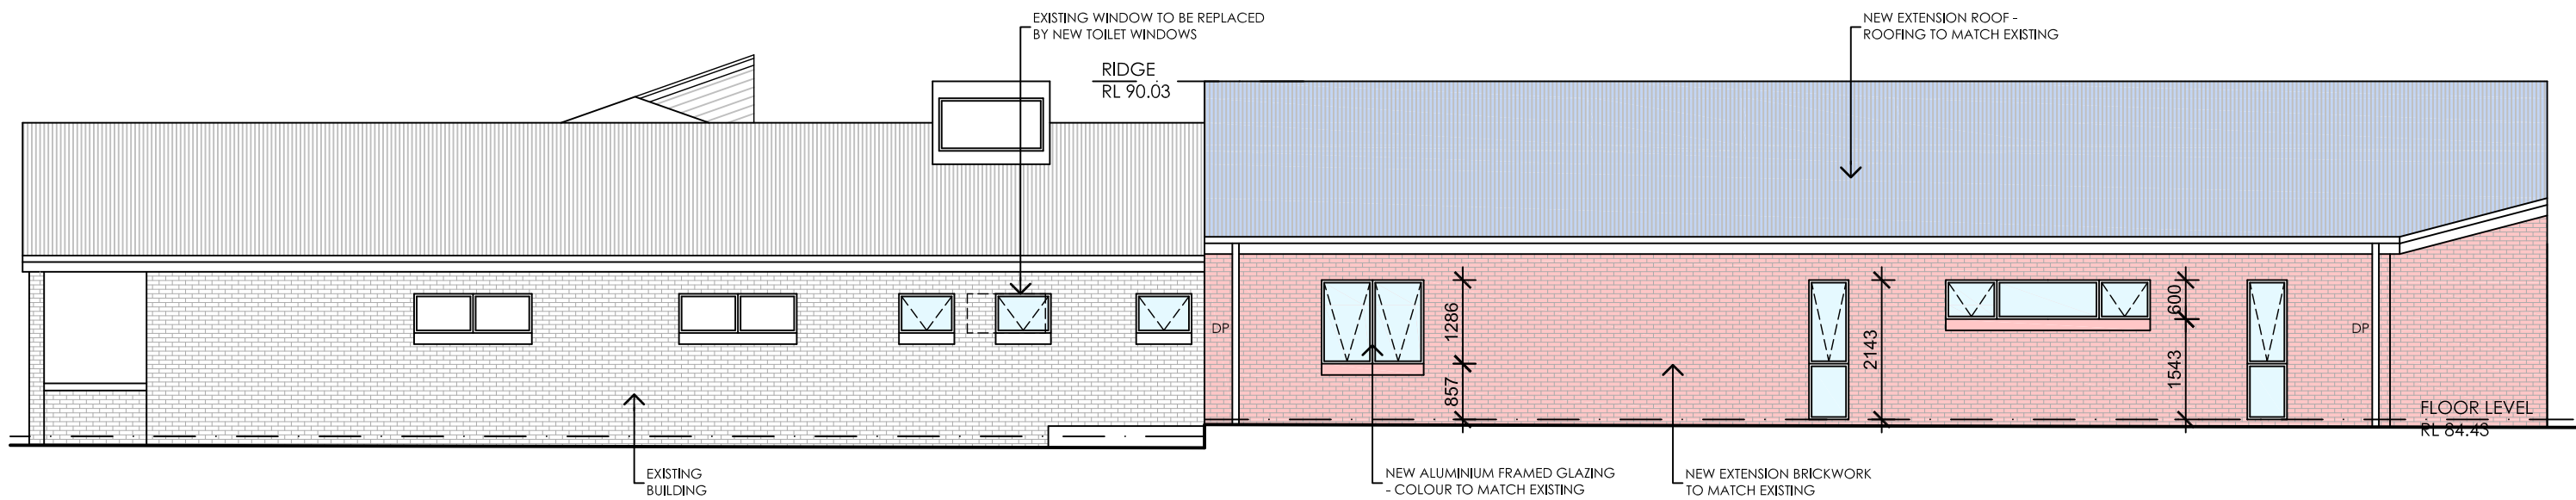 EXISTING WINDOW TO BE REPLACED
BY NEW TOILET WINDOWS
NEW EXTENSION ROOF -
ROOFING TO MATCH EXISTING
RIDGE
RL 90.03
DP
1286
857
2143
600
1543
DP
FLOOR LEVEL
RL 84.43
EXISTING
BUILDING
NEW ALUMINIUM FRAMED GLAZING
- COLOUR TO MATCH EXISTING
NEW EXTENSION BRICKWORK
TO MATCH EXISTING